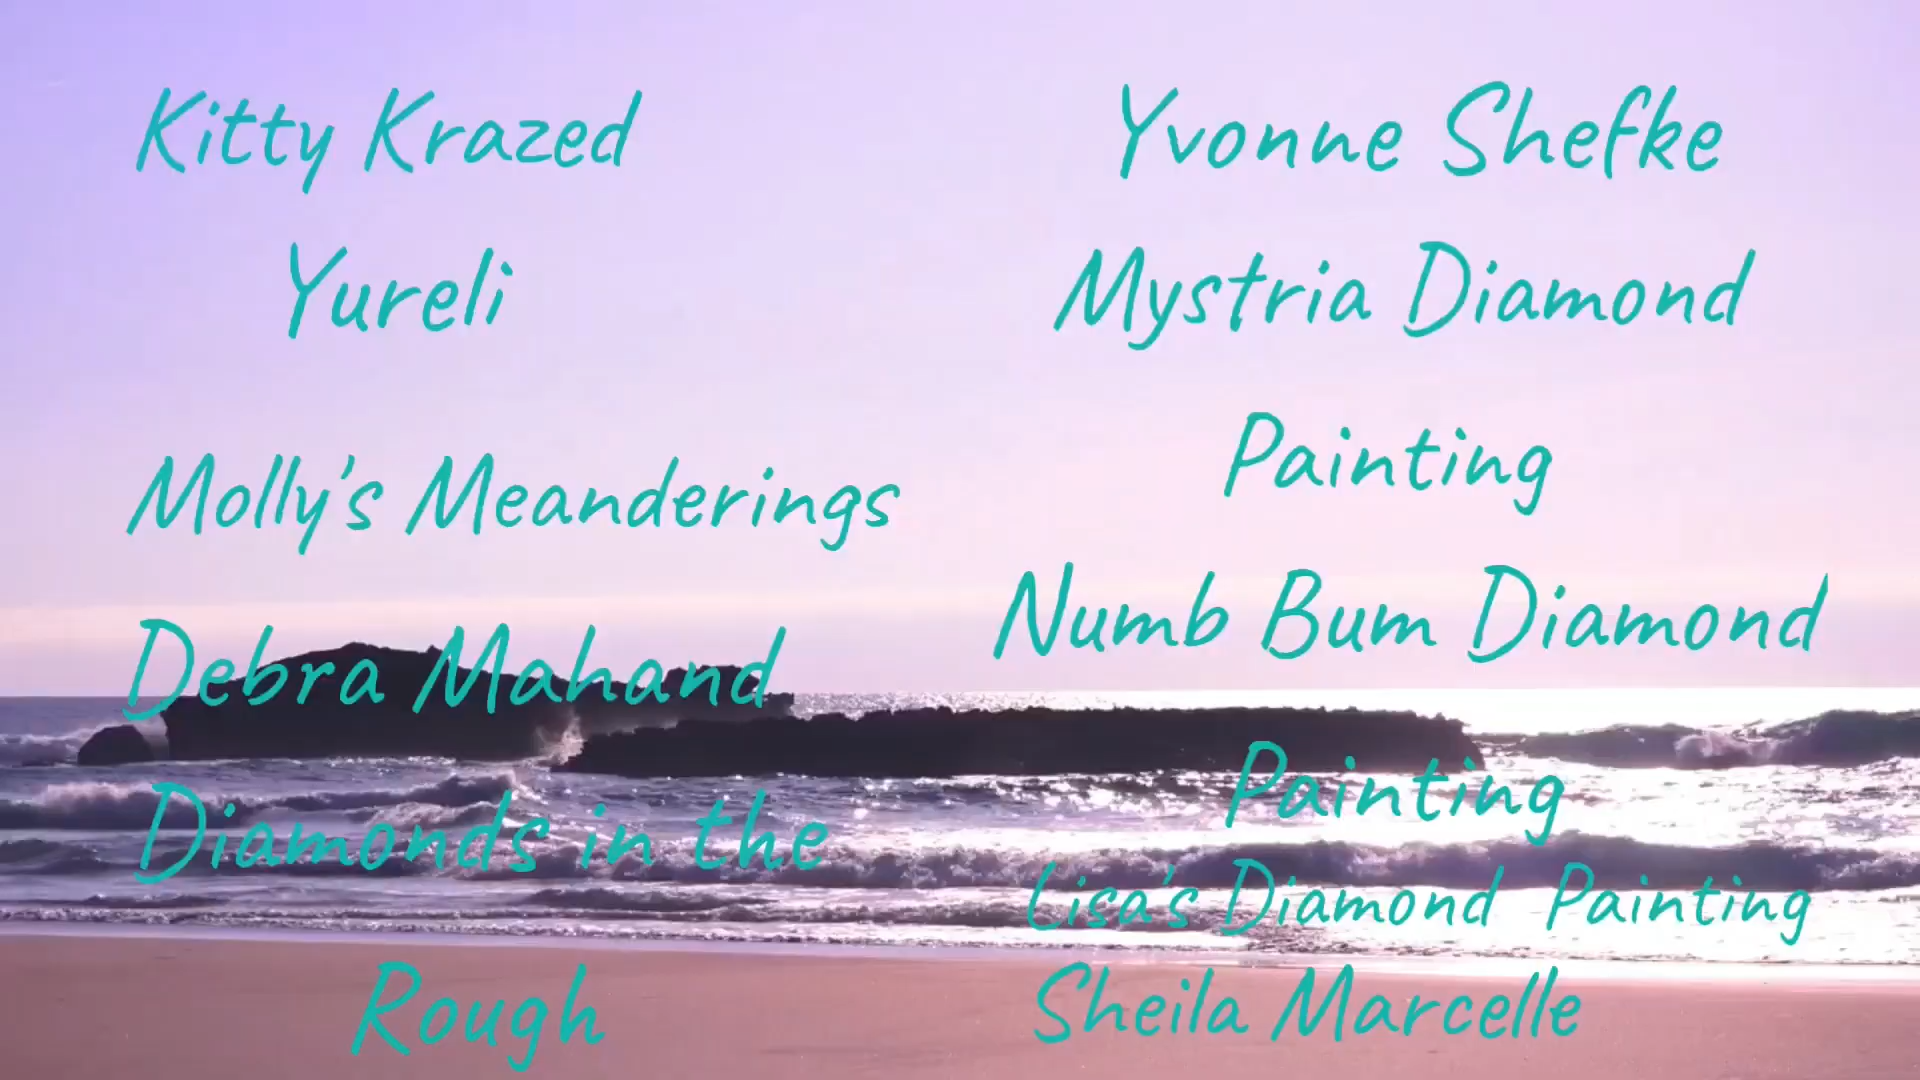 Kitty Krazed
Yureli
Molly's Meanderings
Debra Mahand
Diamonds in the
Rough
Yvonne Shefke
Mystria Diamond
Painting
Numb Bum Diamond
Painting
Lisa's Diamond Painting
Sheila Marcelle